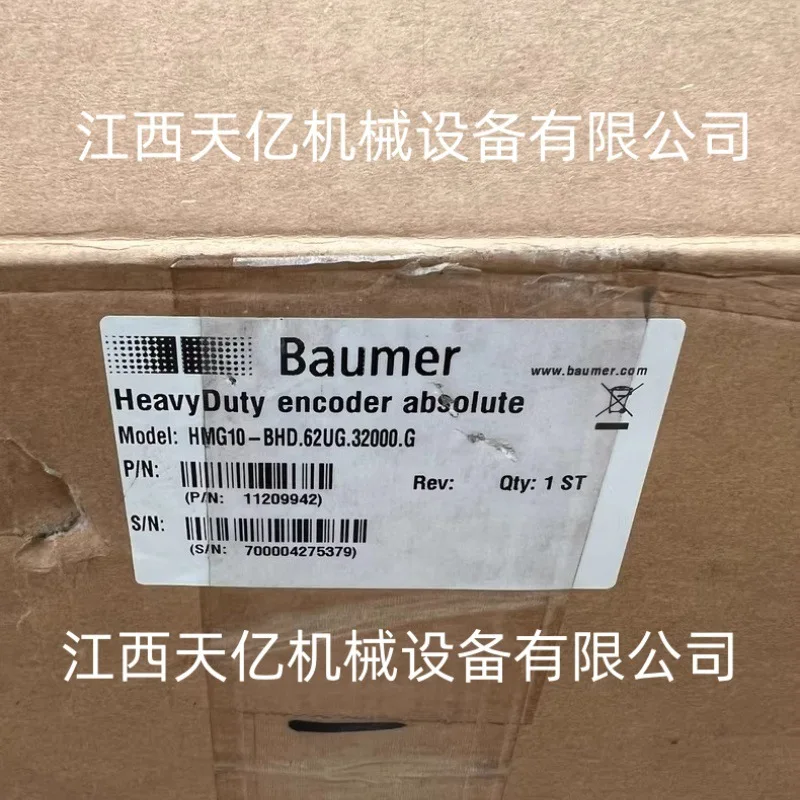 江西天亿机械设备有限公司
Baumer
www.baumer.com
HeavyDuty encoder absolute
Model: HMG10-BHD.62UG.32000.G
P/N:
(P/N: 11209942)
Rev: Qty: 1 ST
S/N:
(S/N: 700004275379)
江西天亿机械设备有限公司